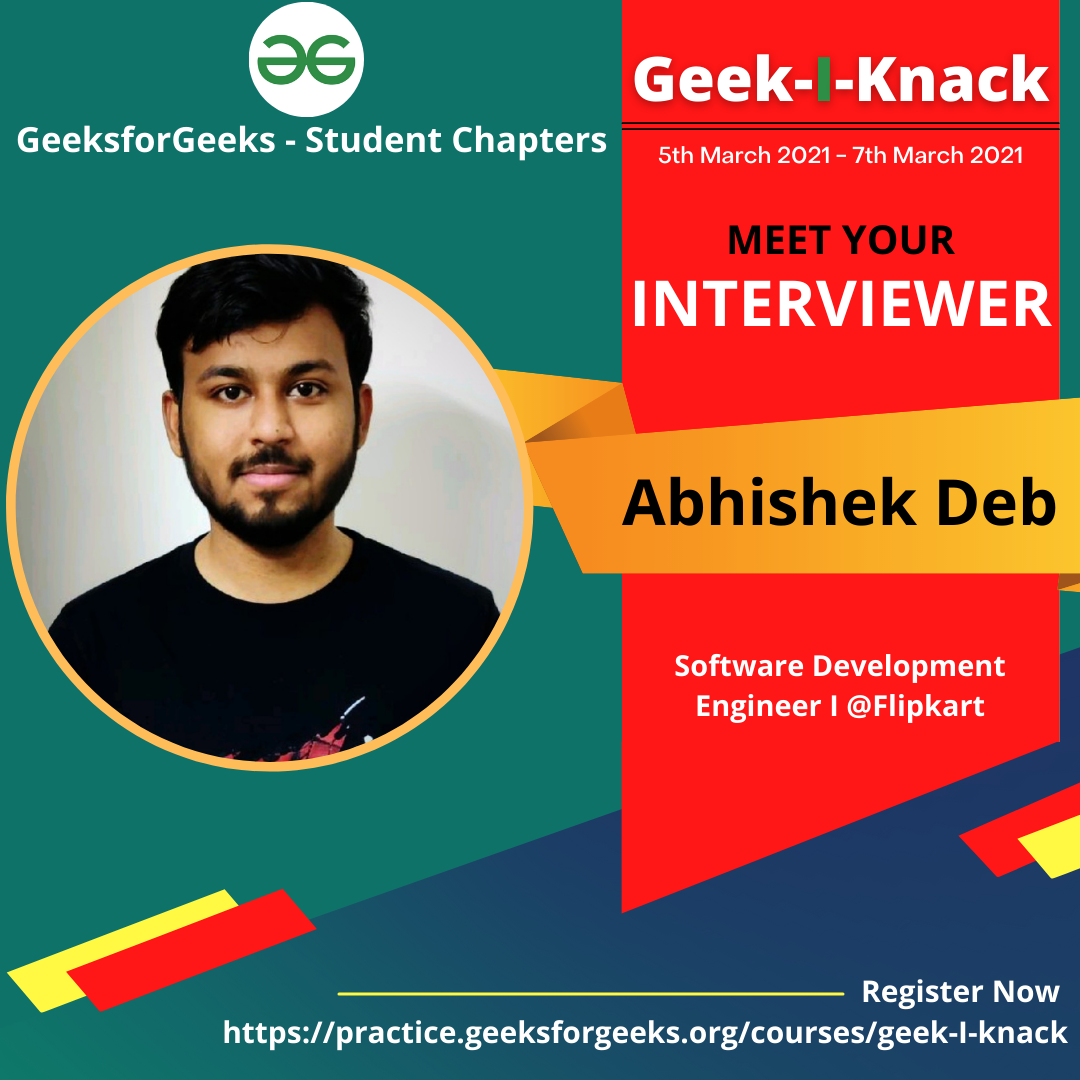 GeeksforGeeks - Student Chapters
Geek-I-Knack
5th March 2021 – 7th March 2021
MEET YOUR
INTERVIEWER
Abhishek Deb
Software Development
Engineer I @Flipkart
Register Now
https://practice.geeksforgeeks.org/courses/geek-I-knack